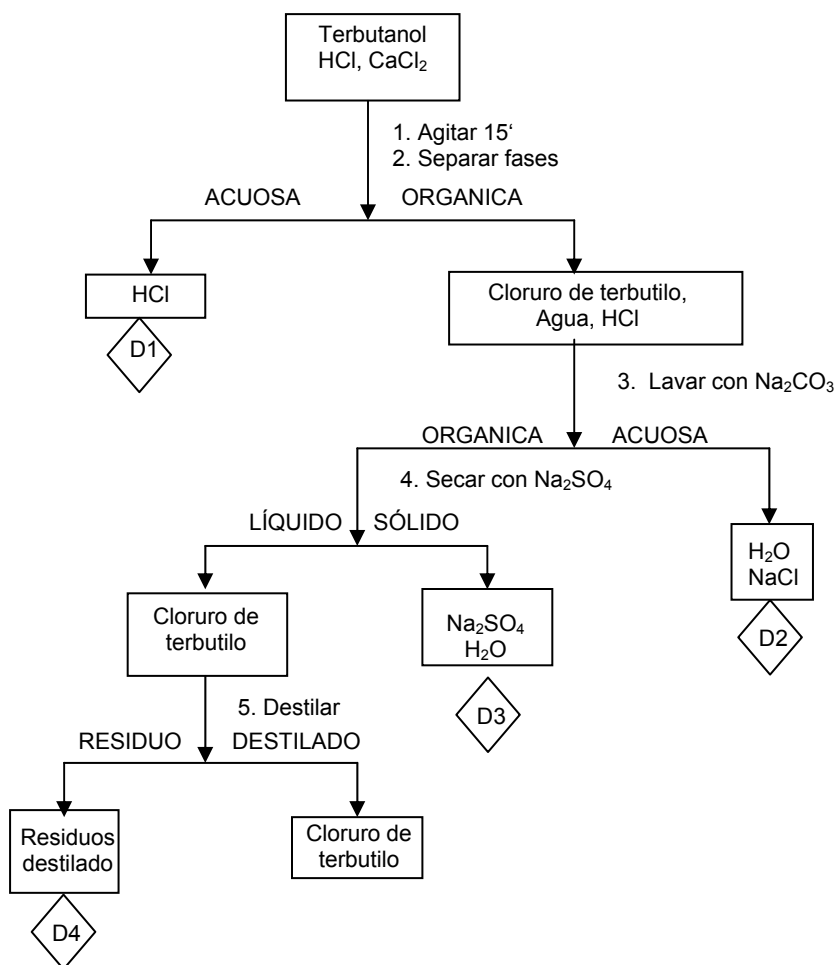 Terbutanol
HCl, CaCl₂
1. Agitar 15‘
2. Separar fases
ACUOSA ORGANICA
HCl
D1
Cloruro de terbutilo,
Agua, HCl
3. Lavar con Na₂CO₃
ORGANICA ACUOSA
4. Secar con Na₂SO₄
LÍQUIDO SÓLIDO
H₂O
NaCl
D2
Cloruro de
terbutilo
Na₂SO₄
H₂O
D3
5. Destilar
RESIDUO DESTILADO
Residuos
destilado
D4
Cloruro de
terbutilo